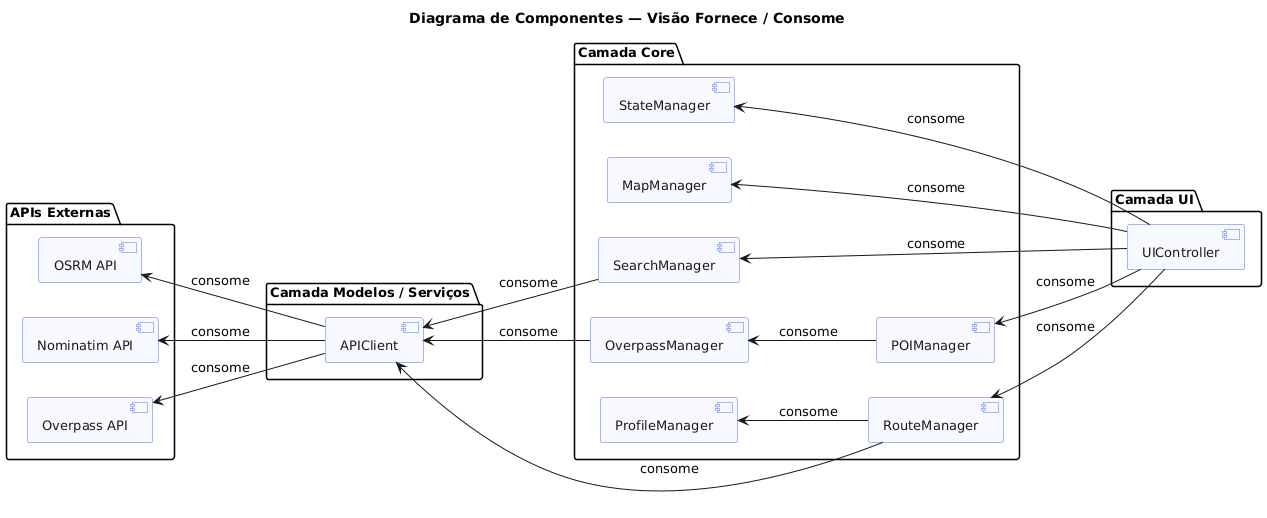 Diagrama de Componentes — Visão Fornece / Consome
Camada Core
StateManager
consome
MapManager
consome
Camada UI
APIs Externas
OSRM API
SearchManager
consome
UIController
consome
Camada Modelos / Serviços
consome
consome
Nominatim API
consome
APIClient
consome
OverpassManager
consome
POIManager
consome
consome
Overpass API
ProfileManager
consome
RouteManager
consome